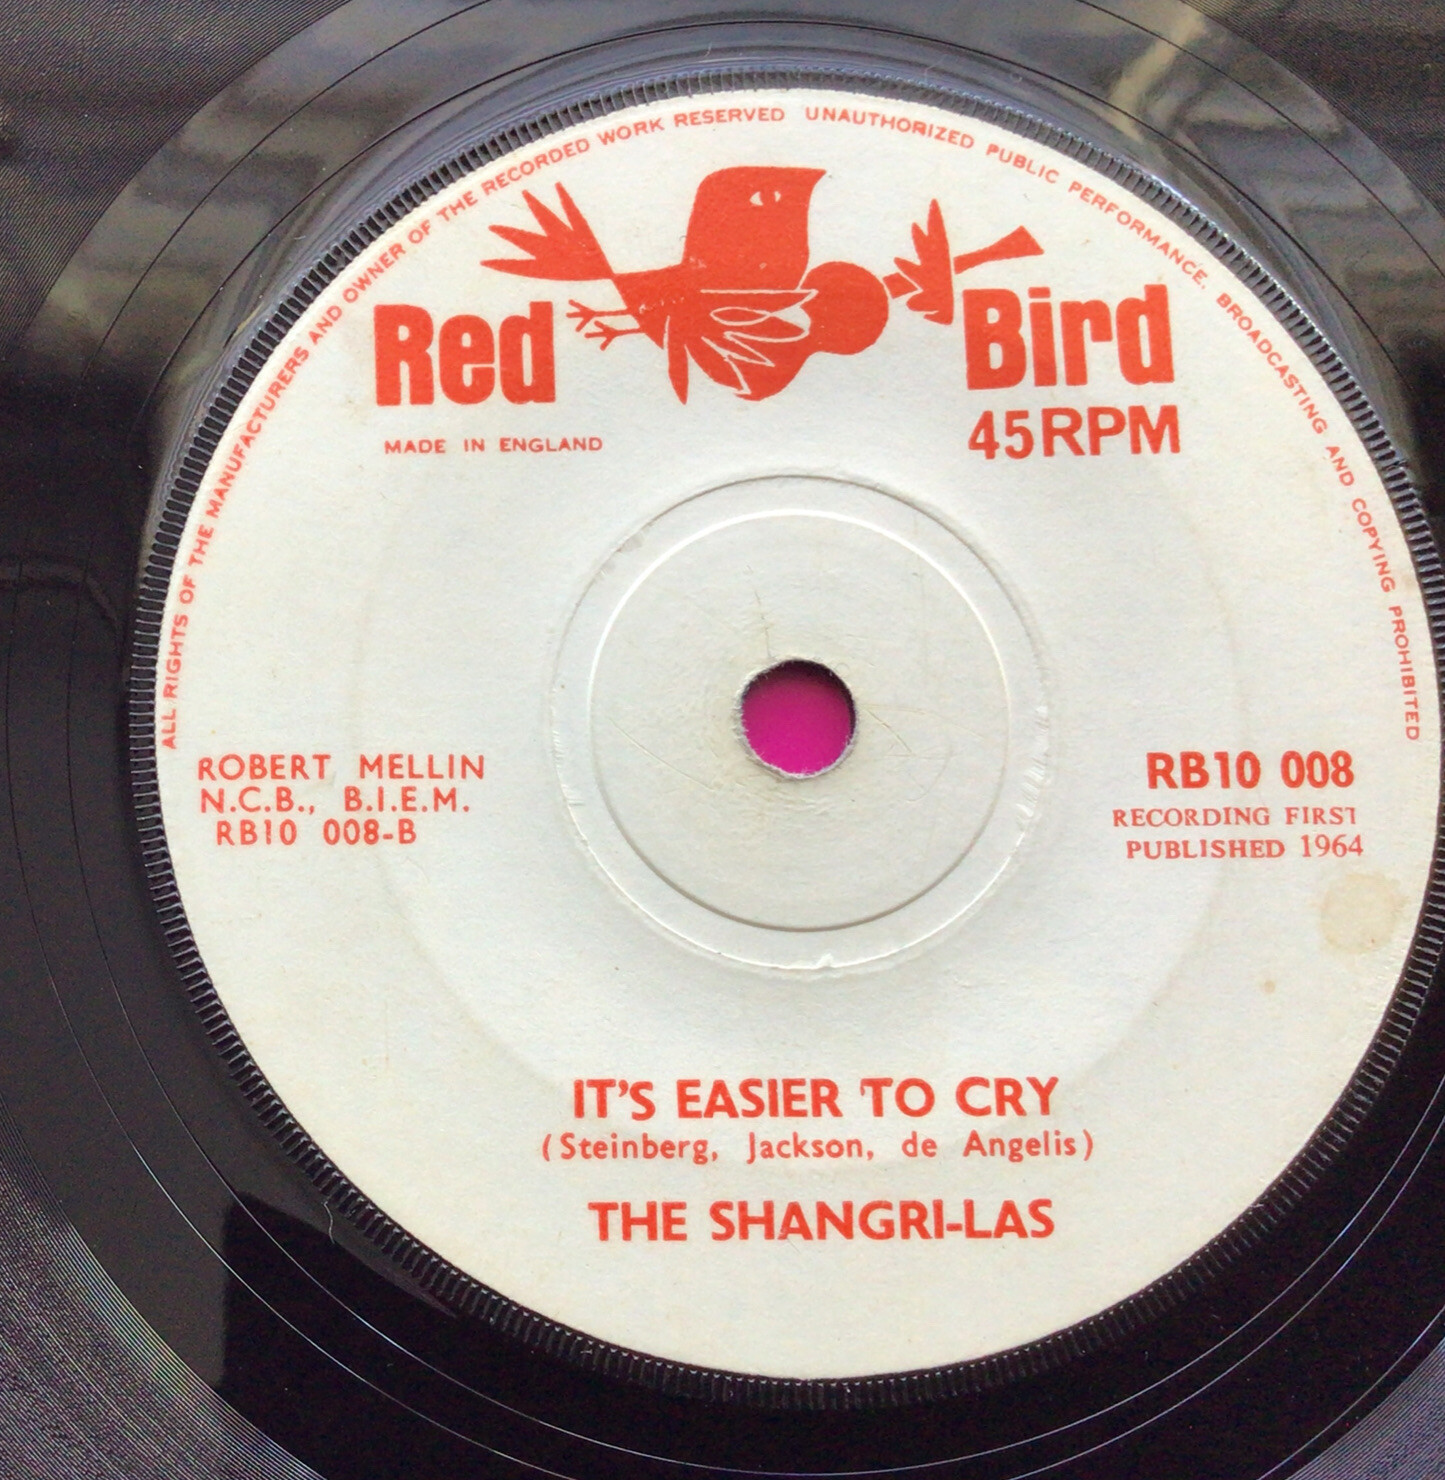 ALL RIGHTS OF THE MANUFACTURERS AND OWNER OF THE RECORDED WORK RESERVED UNAUTHORIZED PUBLIC PERFORMANCE. BROADCASTING AND COPYING PROHIBITED
Red Bird
MADE IN ENGLAND
45RPM
ROBERT MELLIN
N.C.B., B.I.E.M.
RB10 008-B
RB10 008
RECORDING FIRST
PUBLISHED 1964
IT'S EASIER TO CRY
(Steinberg, Jackson, de Angelis)
THE SHANGRI-LAS